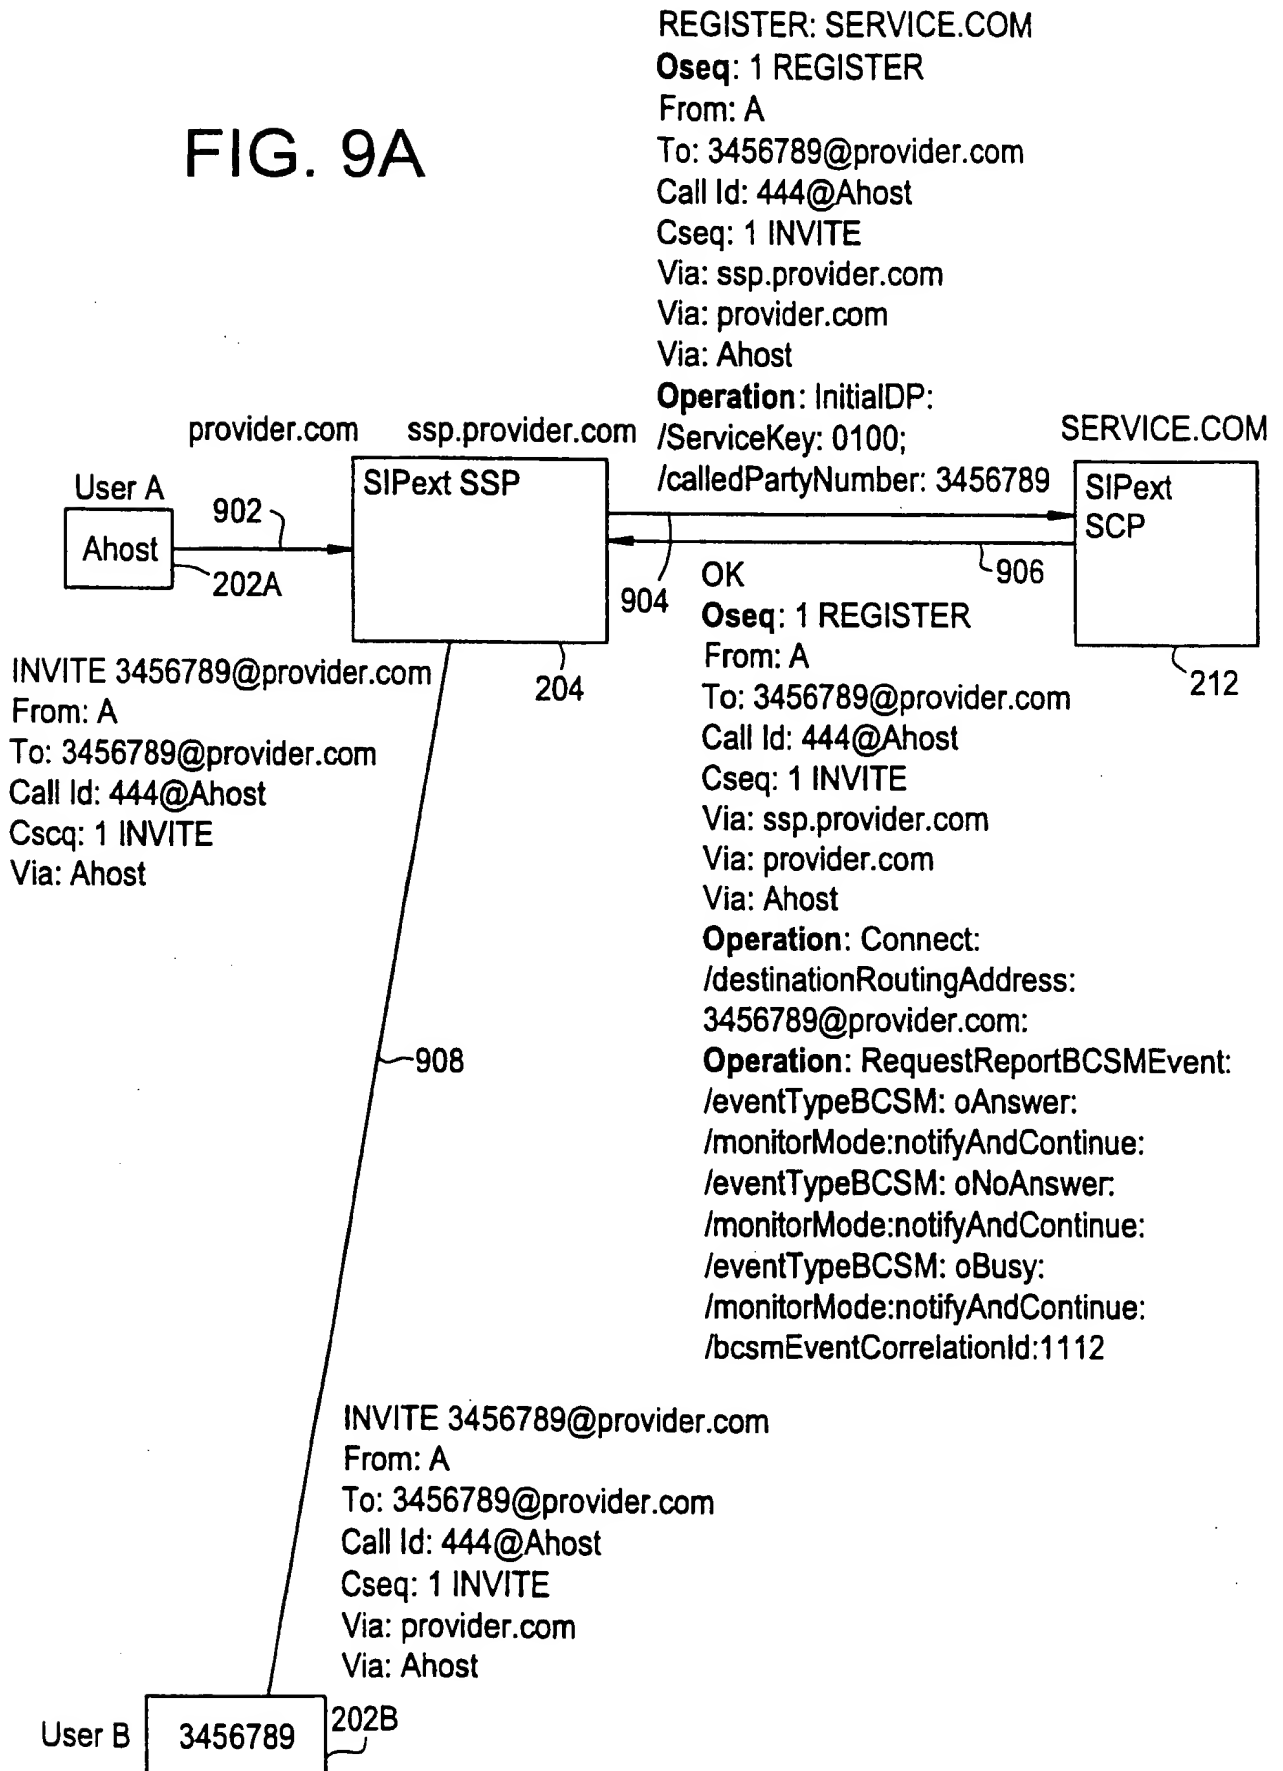 FIG. 9A
REGISTER: SERVICE.COM
Oseq: 1 REGISTER
From: A
To: 3456789@provider.com
Call Id: 444@Ahost
Cseq: 1 INVITE
Via: ssp.provider.com
Via: provider.com
Via: Ahost
Operation: InitialDP:
/ServiceKey: 0100;
/calledPartyNumber: 3456789
provider.com
ssp.provider.com
SERVICE.COM
User A
Ahost
902
202A
SIPext SSP
204
904
906
SIPext
SCP
212
INVITE 3456789@provider.com
From: A
To: 3456789@provider.com
Call Id: 444@Ahost
Cscq: 1 INVITE
Via: Ahost
OK
Oseq: 1 REGISTER
From: A
To: 3456789@provider.com
Call Id: 444@Ahost
Cseq: 1 INVITE
Via: ssp.provider.com
Via: provider.com
Via: Ahost
Operation: Connect:
/destinationRoutingAddress:
3456789@provider.com:
Operation: RequestReportBCSMEvent:
/eventTypeBCSM: oAnswer:
/monitorMode:notifyAndContinue:
/eventTypeBCSM: oNoAnswer:
/monitorMode:notifyAndContinue:
/eventTypeBCSM: oBusy:
/monitorMode:notifyAndContinue:
/bcsmEventCorrelationId:1112
908
INVITE 3456789@provider.com
From: A
To: 3456789@provider.com
Call Id: 444@Ahost
Cseq: 1 INVITE
Via: provider.com
Via: Ahost
User B
3456789
202B